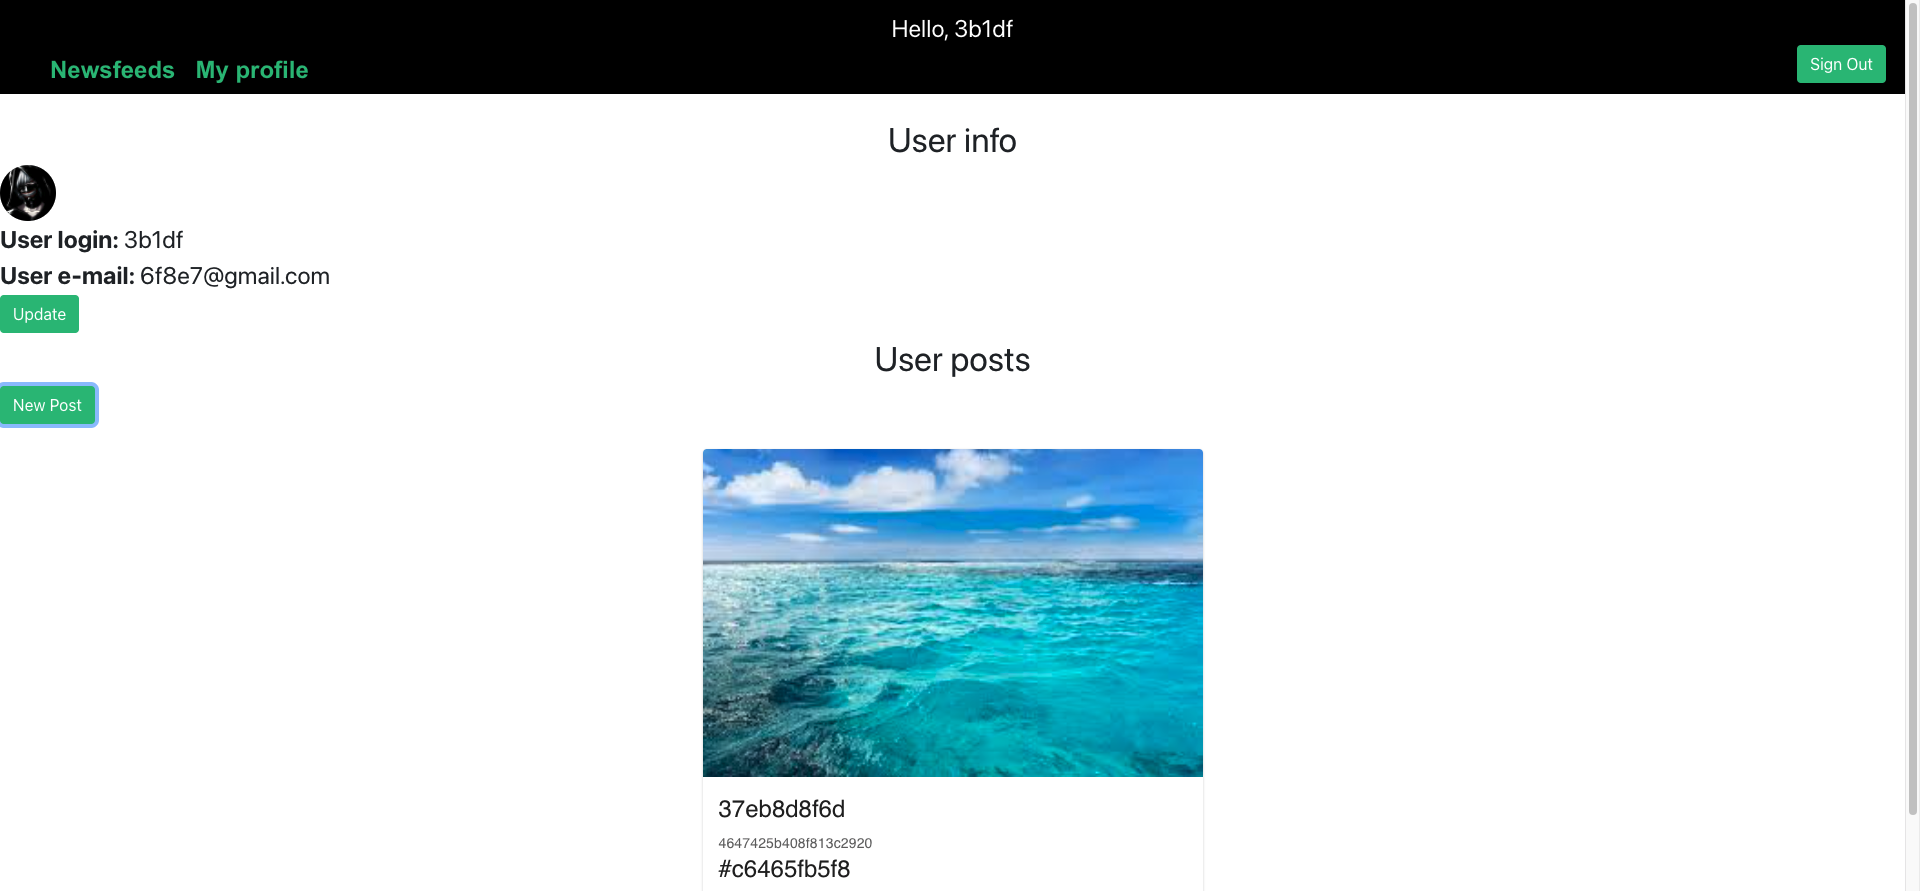 Hello, 3b1df
Newsfeeds My profile
Sign Out
User info
User login: 3b1df
User e-mail: 6f8e7@gmail.com
Update
User posts
New Post
37eb8d8f6d
4647425b408f813c2920
#c6465fb5f8